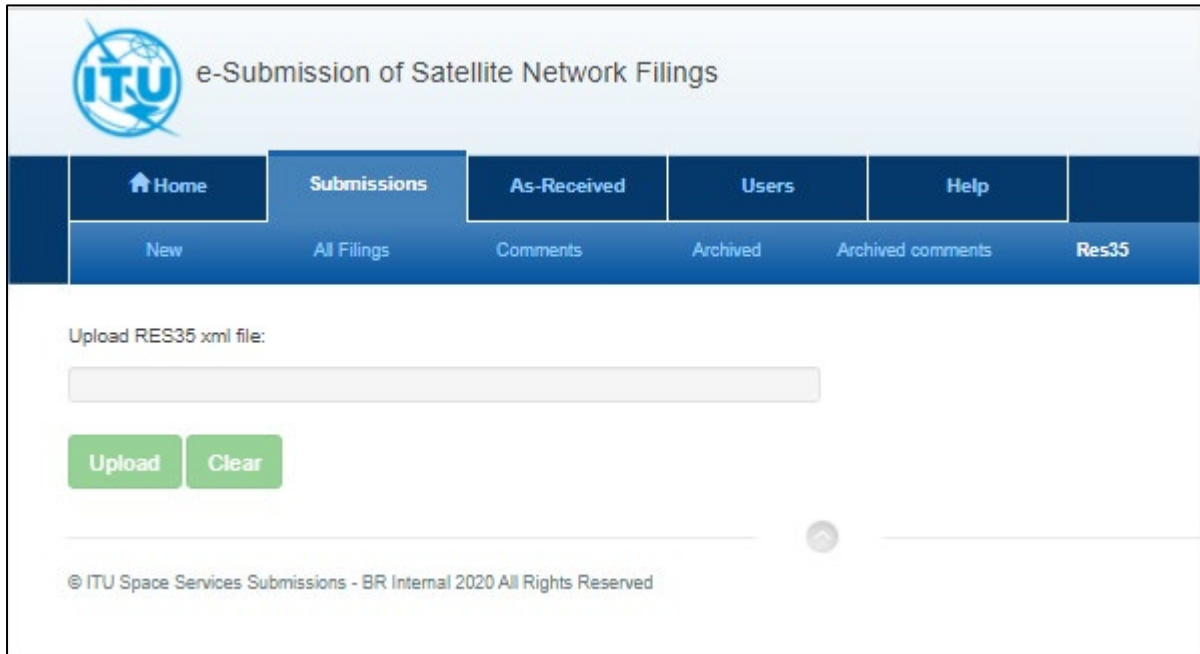 ITU e-Submission of Satellite Network Filings
Home Submissions As-Received Users Help
New All Filings Comments Archived Archived comments Res35
Upload RES35 xml file:
Upload Clear
© ITU Space Services Submissions - BR Internal 2020 All Rights Reserved